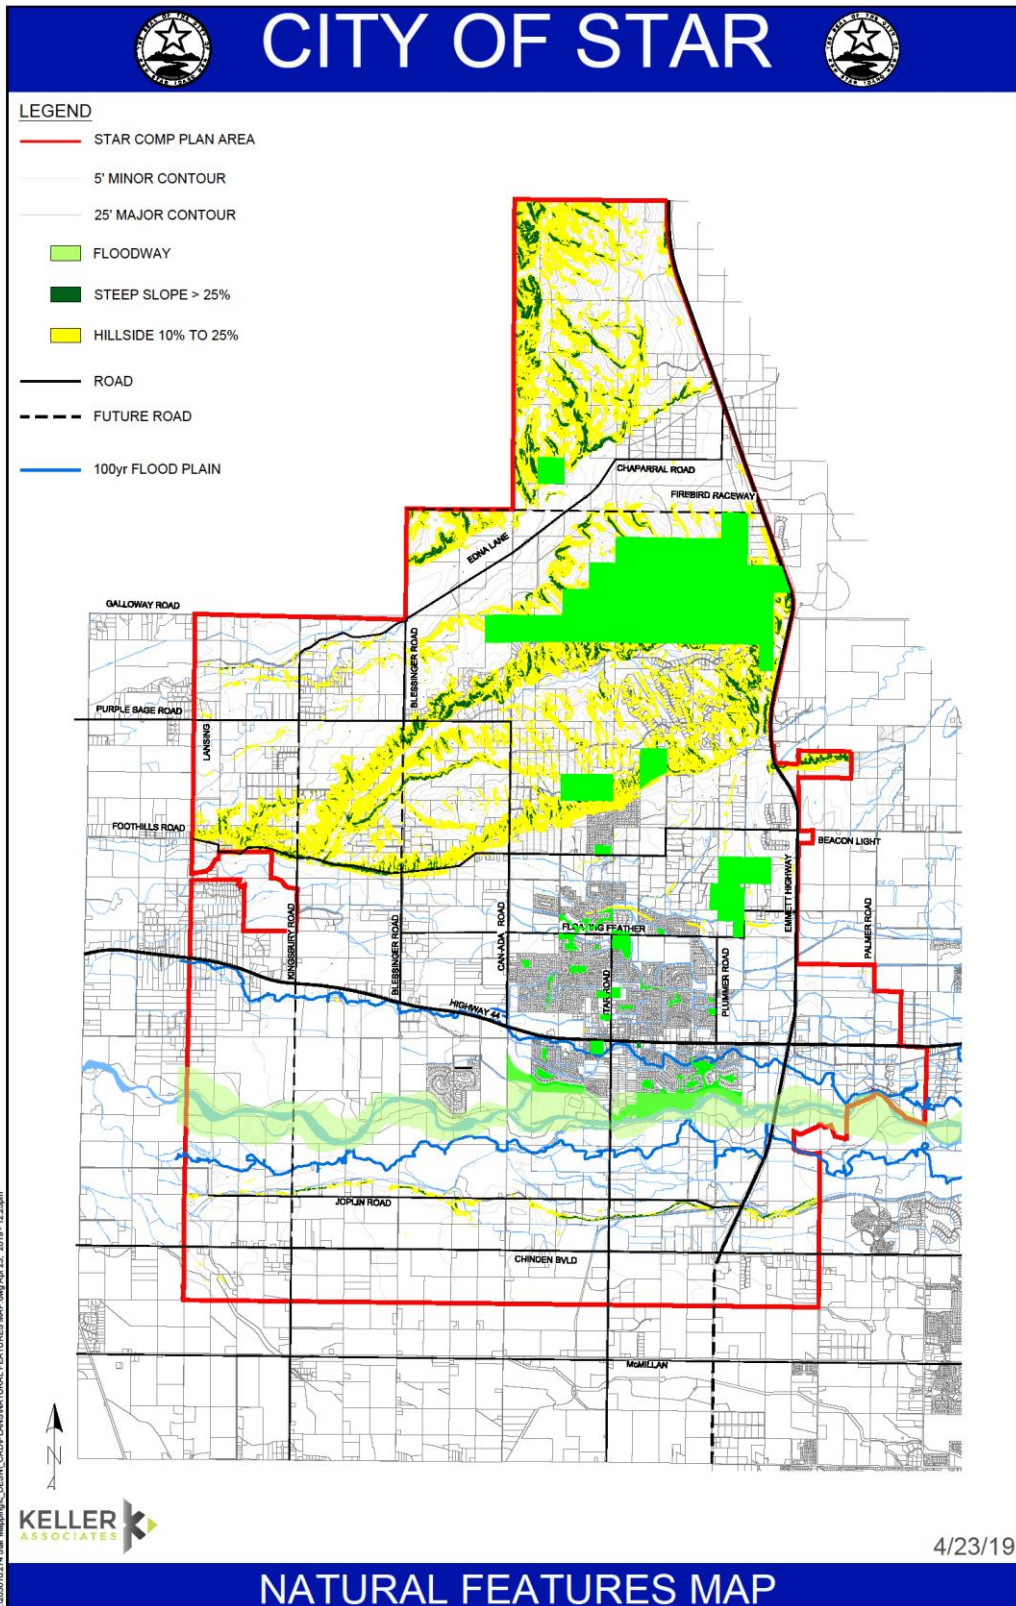 CITY OF STAR
LEGEND
STAR COMP PLAN AREA
5' MINOR CONTOUR
25' MAJOR CONTOUR
FLOODWAY
STEEP SLOPE > 25%
HILLSIDE 10% TO 25%
ROAD
FUTURE ROAD
100yr FLOOD PLAIN
CHAPARRAL ROAD
FIREBIRD RACEWAY
EDNA LANE
GALLOWAY ROAD
BLESSINGER ROAD
PURPLE SAGE ROAD
LANSING
FOOTHILLS ROAD
BEACON LIGHT
EMMETT HIGHWAY
PALMER ROAD
KINGSBURY ROAD
BLESSINGER ROAD
CAN-ADA ROAD
FLOATING FEATHER
STAR ROAD
PLUMMER ROAD
HIGHWAY 44
JOPLIN ROAD
CHINDEN BVLD
McMILLAN
N
KELLER
ASSOCIATES
4/23/19
NATURAL FEATURES MAP